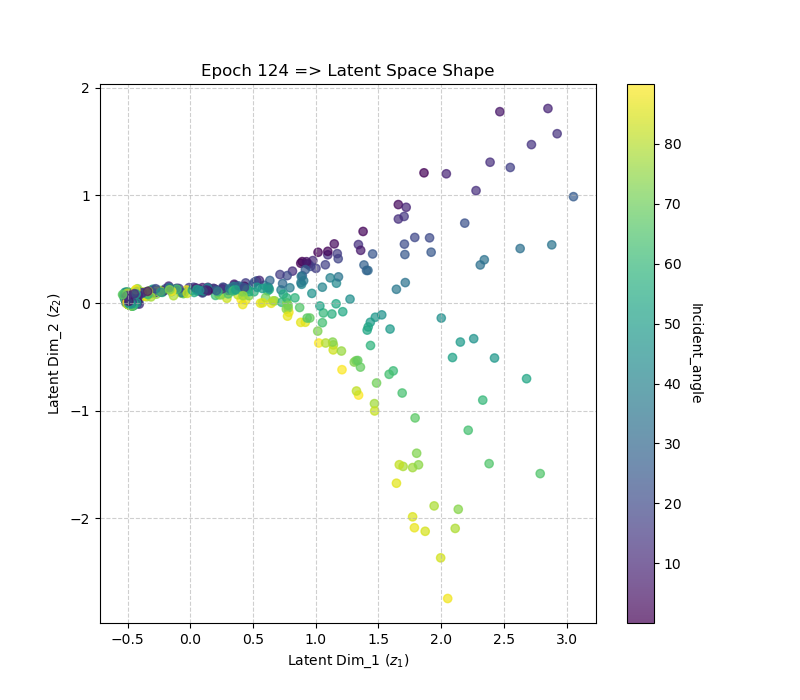 Epoch 124 => Latent Space Shape
2
1
0
−1
−2
Latent Dim_2 (z₂)
−0.5 0.0 0.5 1.0 1.5 2.0 2.5 3.0
Latent Dim_1 (z₁)
80
70
60
50
40
30
20
10
Incident_angle